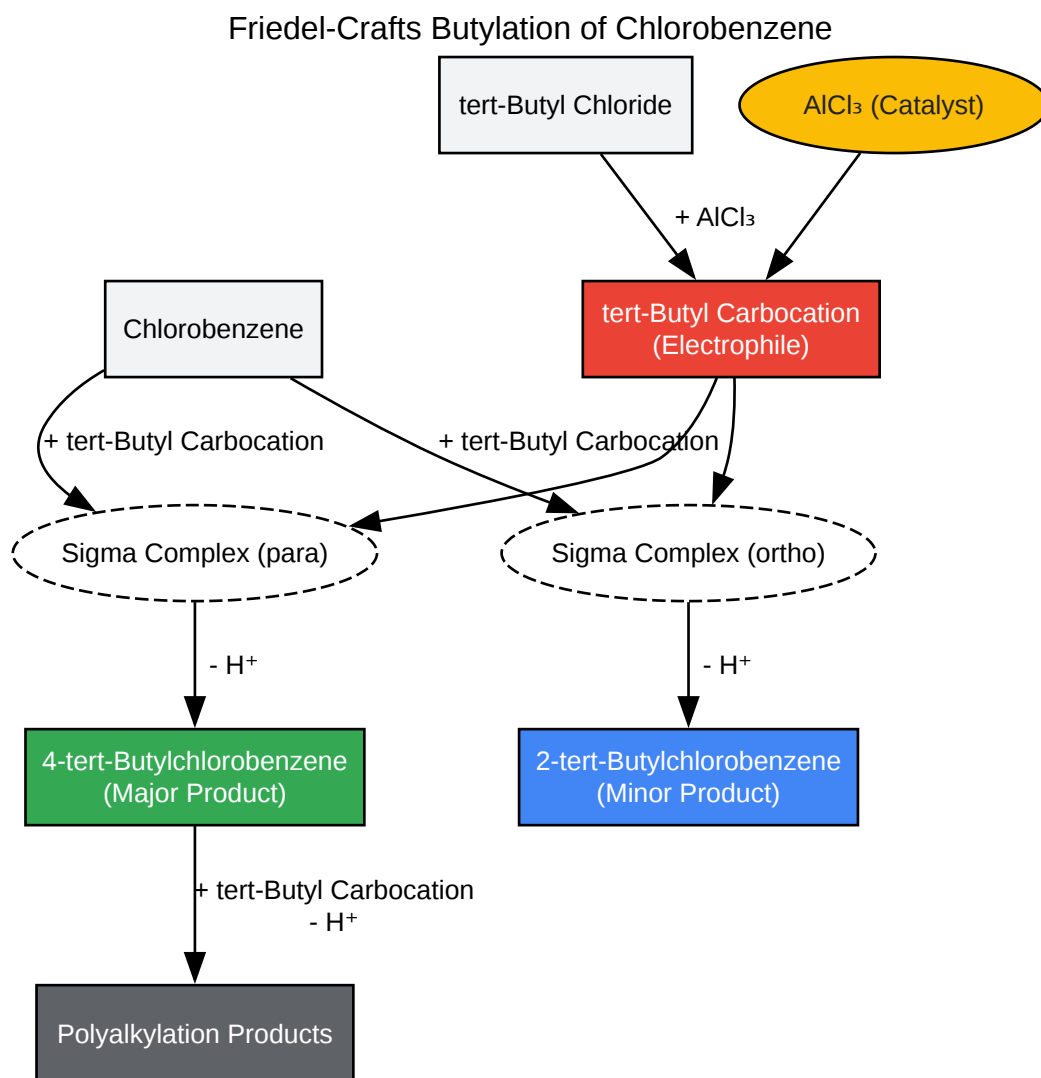 Friedel-Crafts Butylation of Chlorobenzene
tert-Butyl Chloride
AlCl₃ (Catalyst)
+ AlCl₃
Chlorobenzene
tert-Butyl Carbocation
(Electrophile)
+ tert-Butyl Carbocation
+ tert-Butyl Carbocation
Sigma Complex (para)
Sigma Complex (ortho)
- H⁺
- H⁺
4-tert-Butylchlorobenzene
(Major Product)
2-tert-Butylchlorobenzene
(Minor Product)
+ tert-Butyl Carbocation
- H⁺
Polyalkylation Products